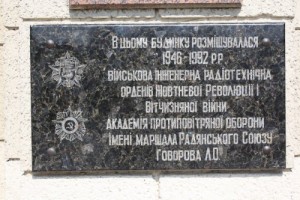 В цьому будинку розміщувалася
1946-1992 р.р.
військова інженерна радіотехнічна
орденів Жовтневої Революції і
Вітчизняної війни
академія протиповітряної оборони
імені маршала Радянського Союзу
Говорова Л.О.